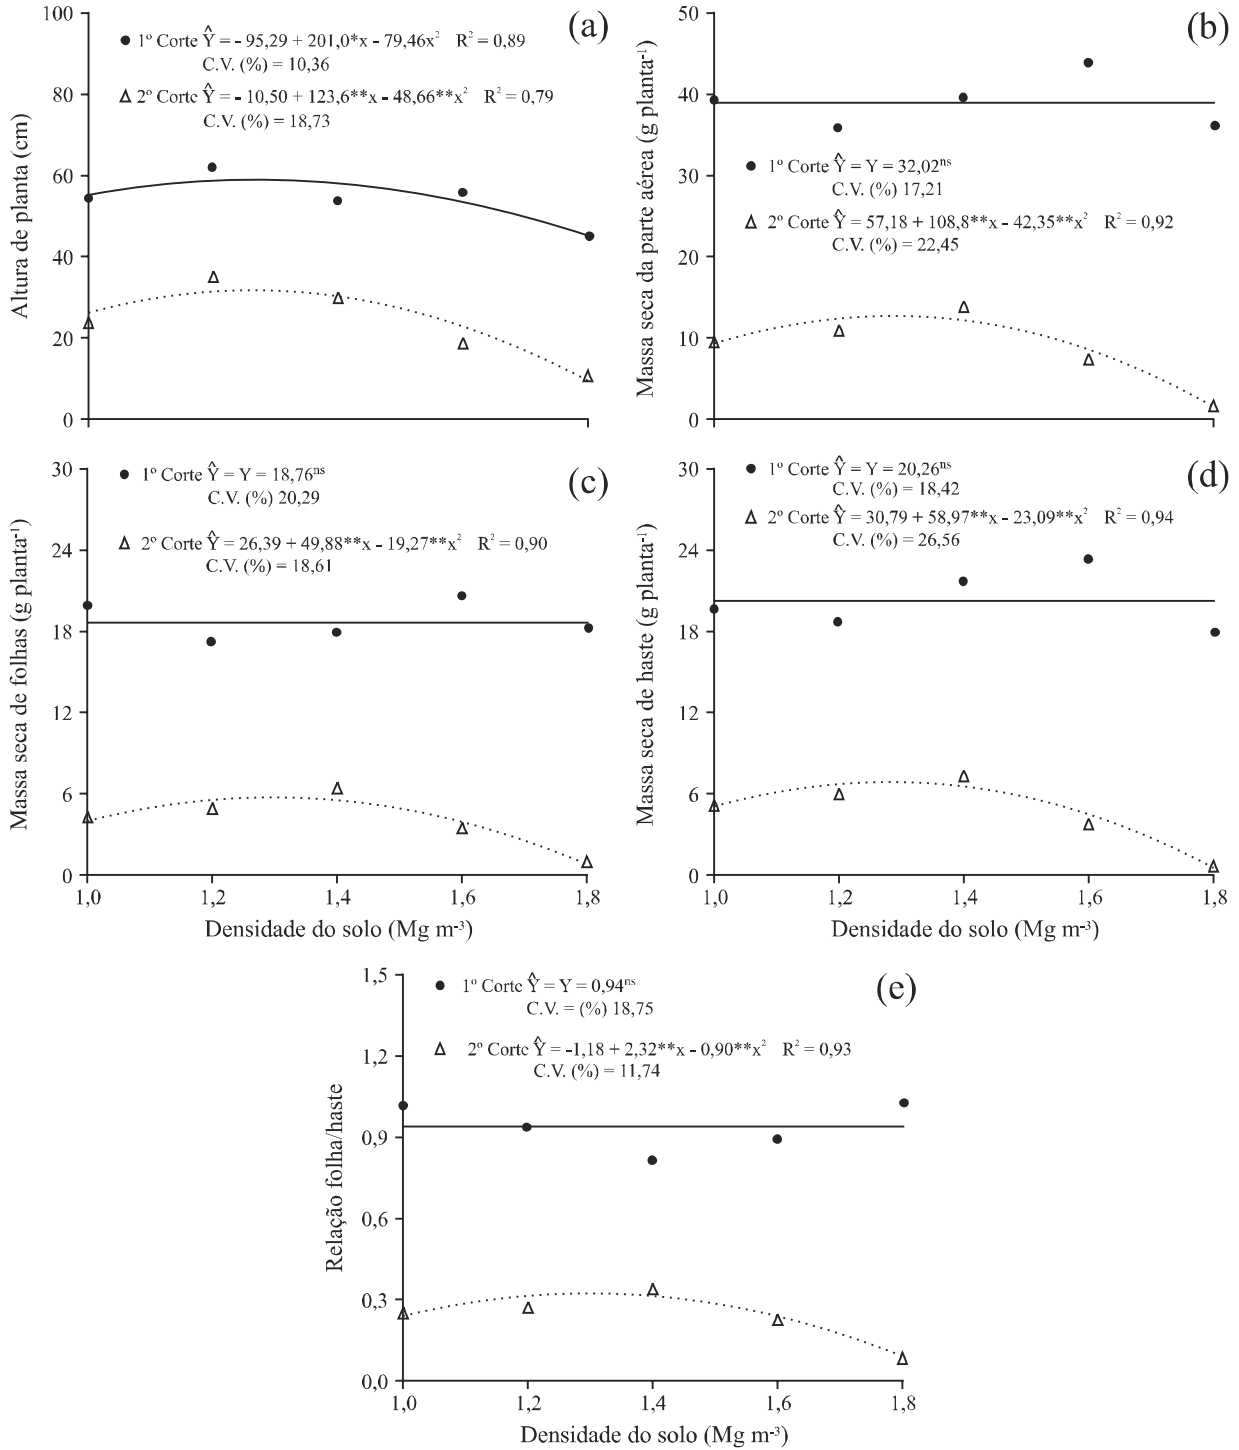 (a)
1º Corte Ŷ = - 95,29 + 201,0*x - 79,46x² R² = 0,89
C.V. (%) = 10,36
2º Corte Ŷ = - 10,50 + 123,6**x - 48,66**x² R² = 0,79
C.V. (%) = 18,73
Altura de planta (cm)
100
80
60
40
20
0
(b)
1º Corte Ŷ = Y = 32,02ns
C.V. (%) 17,21
2º Corte Ŷ = 57,18 + 108,8**x - 42,35**x² R² = 0,92
C.V. (%) = 22,45
Massa seca da parte aérea (g planta-¹)
50
40
30
20
10
0
(c)
1º Corte Ŷ = Y = 18,76ns
C.V. (%) 20,29
2º Corte Ŷ = 26,39 + 49,88**x - 19,27**x² R² = 0,90
C.V. (%) = 18,61
Massa seca de folhas (g planta-¹)
30
24
18
12
6
0
1,0 1,2 1,4 1,6 1,8
Densidade do solo (Mg m-³)
(d)
1º Corte Ŷ = Y = 20,26ns
C.V. (%) = 18,42
2º Corte Ŷ = 30,79 + 58,97**x - 23,09**x² R² = 0,94
C.V. (%) = 26,56
Massa seca de haste (g planta-¹)
30
24
18
12
6
0
1,0 1,2 1,4 1,6 1,8
Densidade do solo (Mg m-³)
(e)
1º Corte Ŷ = Y = 0,94ns
C.V. = (%) 18,75
2º Corte Ŷ = -1,18 + 2,32**x - 0,90**x² R² = 0,93
C.V. (%) = 11,74
Relação folha/haste
1,5
1,2
0,9
0,6
0,3
0,0
1,0 1,2 1,4 1,6 1,8
Densidade do solo (Mg m-³)